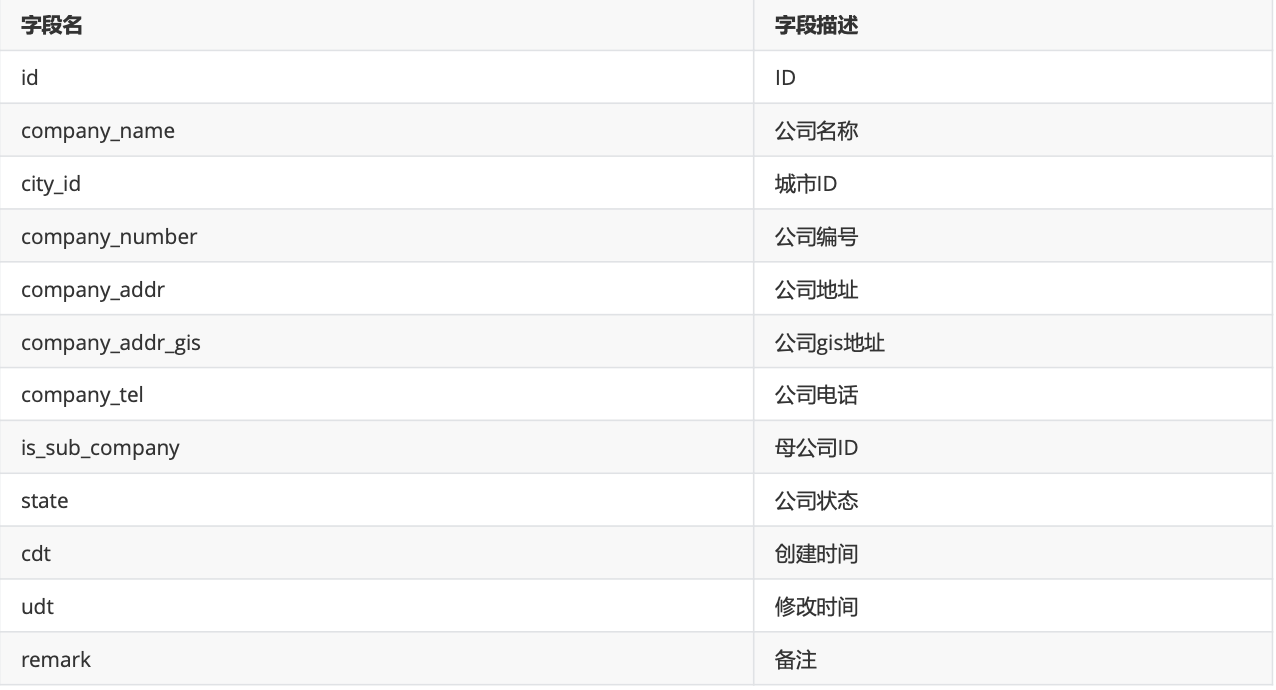 字段名 字段描述
id ID
company_name 公司名称
city_id 城市ID
company_number 公司编号
company_addr 公司地址
company_addr_gis 公司gis地址
company_tel 公司电话
is_sub_company 母公司ID
state 公司状态
cdt 创建时间
udt 修改时间
remark 备注